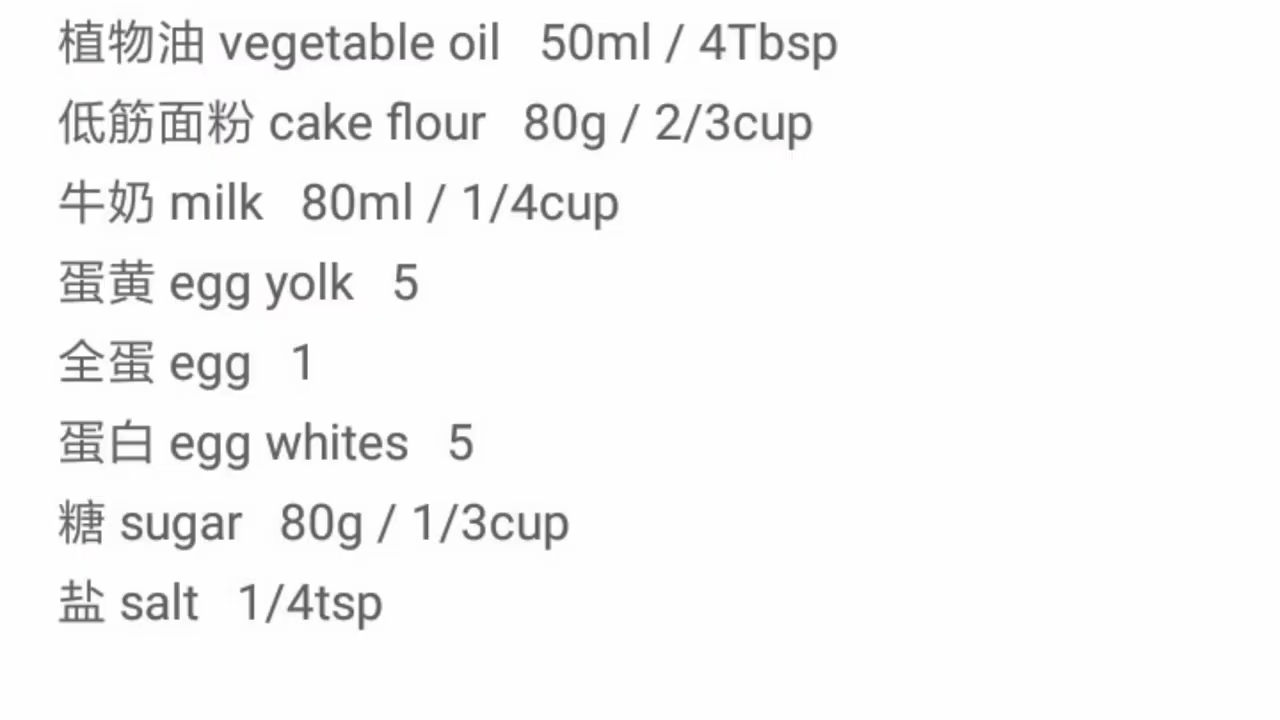 植物油 vegetable oil 50ml / 4Tbsp
低筋面粉 cake flour 80g / 2/3cup
牛奶 milk 80ml / 1/4cup
蛋黄 egg yolk 5
全蛋 egg 1
蛋白 egg whites 5
糖 sugar 80g / 1/3cup
盐 salt 1/4tsp